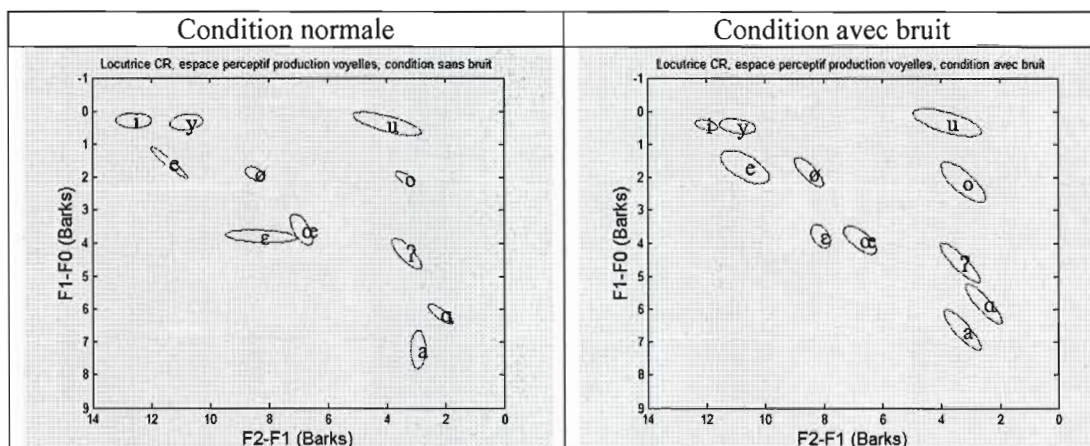 Condition normale
Condition avec bruit
Locutrice CR, espace perceptif production voyelles, condition sans bruit
-1
0
1
2
3
4
5
6
7
8
9
i
y
u
e
ø
o
ɛ
œ
?
ɑ
a
14
12
10
8
6
4
2
0
F1-F0 (Barks)
F2-F1 (Barks)
Locutrice CR, espace perceptif production voyelles, condition avec bruit
-1
0
1
2
3
4
5
6
7
8
9
i
y
u
e
ø
o
ɛ
œ
?
ɑ
a
14
12
10
8
6
4
2
0
F1-F0 (Barks)
F2-F1 (Barks)